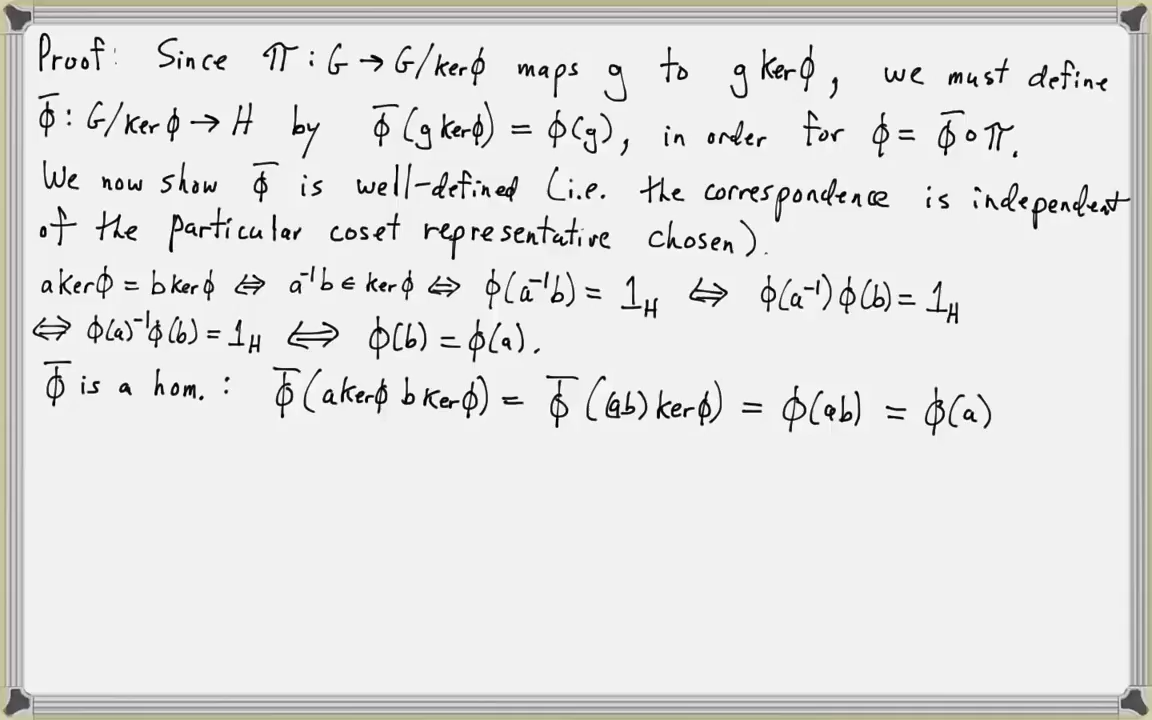 Proof: Since π : G → G/kerϕ maps g to g kerϕ, we must define
ϕ̅ : G/kerϕ → H by ϕ̅(g kerϕ) = ϕ(g), in order for ϕ = ϕ̅∘π.
We now show ϕ̅ is well-defined (i.e. the correspondence is independent
of the particular coset representative chosen).
a kerϕ = b kerϕ ⇔ a⁻¹b ∈ kerϕ ⇔ ϕ(a⁻¹b) = 1_H ⇔ ϕ(a⁻¹)ϕ(b) = 1_H
⇔ ϕ(a)⁻¹ϕ(b) = 1_H ⇔ ϕ(b) = ϕ(a).
ϕ̅ is a hom. : ϕ̅(a kerϕ b kerϕ) = ϕ̅((ab) kerϕ) = ϕ(ab) = ϕ(a)